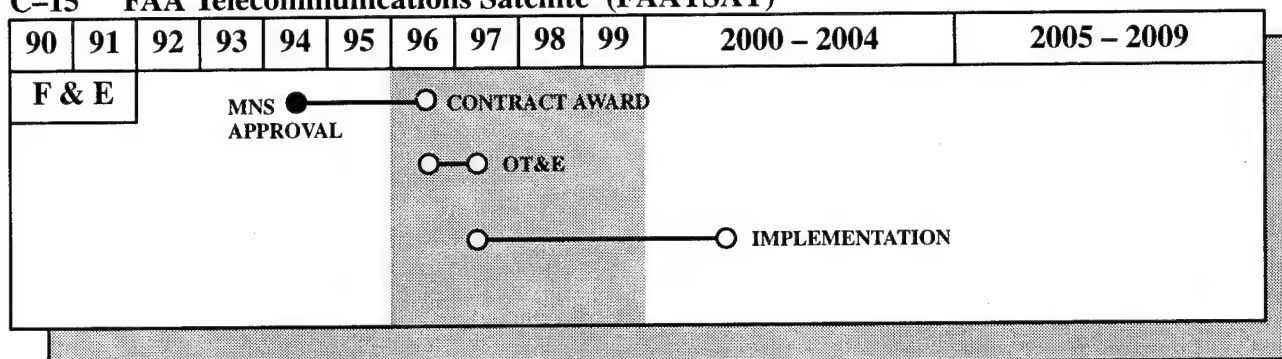 C–15 FAA Telecommunications Satellite (FAATSAT)
90 91 92 93 94 95 96 97 98 99 2000 – 2004 2005 – 2009
F & E
MNS
APPROVAL
CONTRACT AWARD
OT&E
IMPLEMENTATION